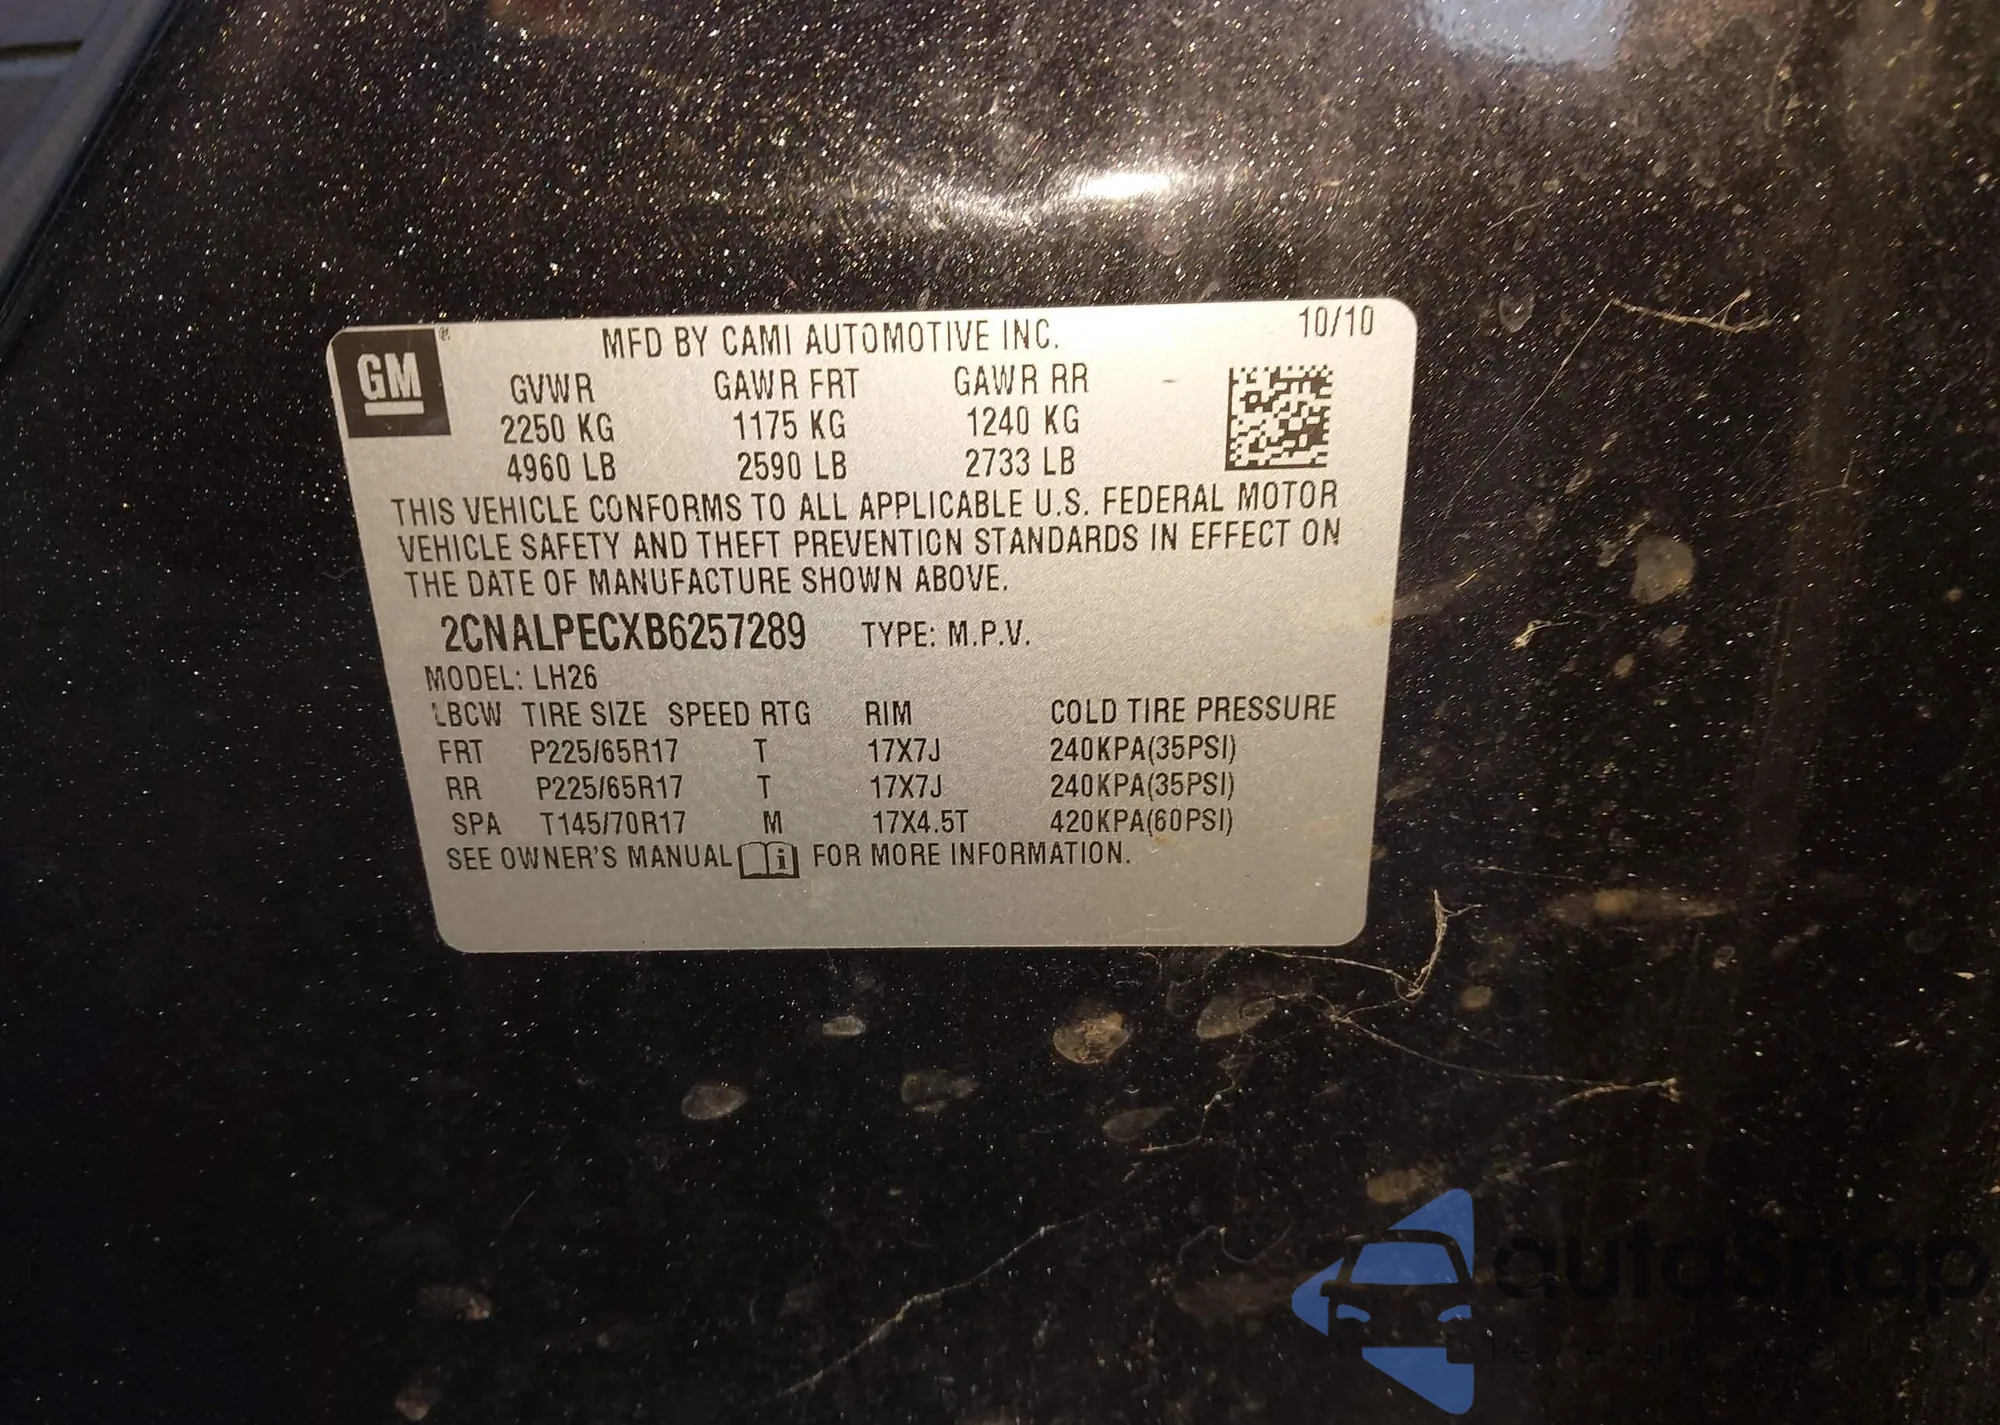 GM ® MFD BY CAMI AUTOMOTIVE INC. 10/10
GVWR GAWR FRT GAWR RR
2250 KG 1175 KG 1240 KG
4960 LB 2590 LB 2733 LB
THIS VEHICLE CONFORMS TO ALL APPLICABLE U.S. FEDERAL MOTOR
VEHICLE SAFETY AND THEFT PREVENTION STANDARDS IN EFFECT ON
THE DATE OF MANUFACTURE SHOWN ABOVE.
2CNALPECXB6257289 TYPE: M.P.V.
MODEL: LH26
LBCW TIRE SIZE SPEED RTG RIM COLD TIRE PRESSURE
FRT P225/65R17 T 17X7J 240KPA(35PSI)
RR P225/65R17 T 17X7J 240KPA(35PSI)
SPA T145/70R17 M 17X4.5T 420KPA(60PSI)
SEE OWNER'S MANUAL FOR MORE INFORMATION.
autaSnap